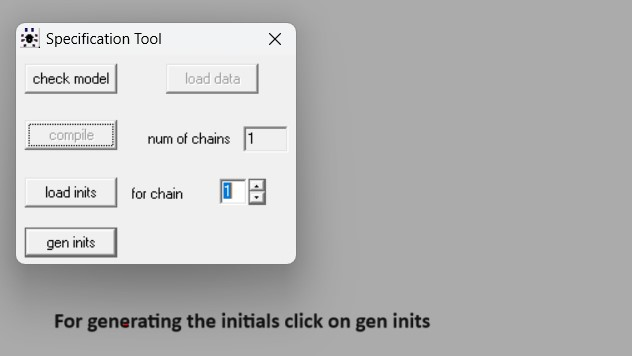 Specification Tool
check model load data
compile num of chains 1
load inits for chain 1
gen inits
For generating the initials click on gen inits